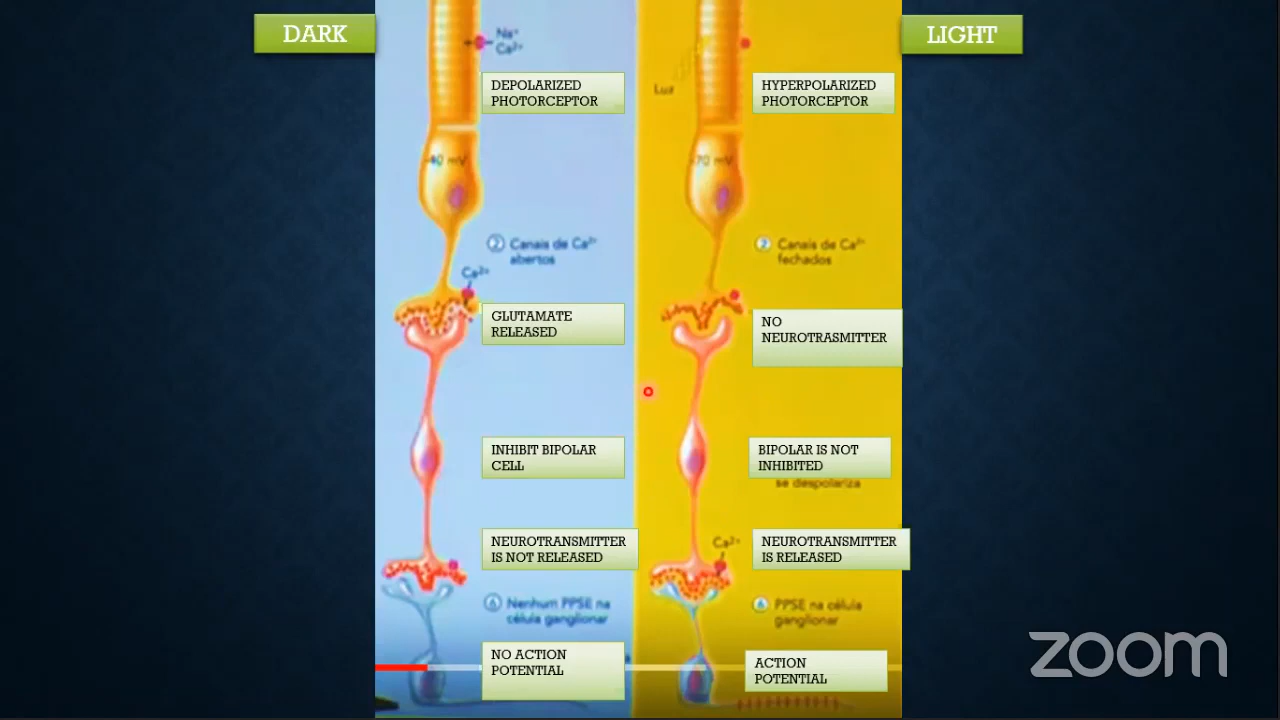 DARK
LIGHT
Na⁺
Ca²⁺
DEPOLARIZED
PHOTORCEPTOR
-40 mV
② Canais de Ca²⁺
abertos
Ca²⁺
GLUTAMATE
RELEASED
INHIBIT BIPOLAR
CELL
NEUROTRANSMITTER
IS NOT RELEASED
⑥ Nenhum PPSE na
célula ganglionar
NO ACTION
POTENTIAL
Luz
HYPERPOLARIZED
PHOTORCEPTOR
-70 mV
② Canais de Ca²⁺
fechados
NO
NEUROTRASMITTER
BIPOLAR IS NOT
INHIBITED
se despolariza
Ca²⁺
NEUROTRANSMITTER
IS RELEASED
⑥ PPSE na célula
ganglionar
ACTION
POTENTIAL
zoom